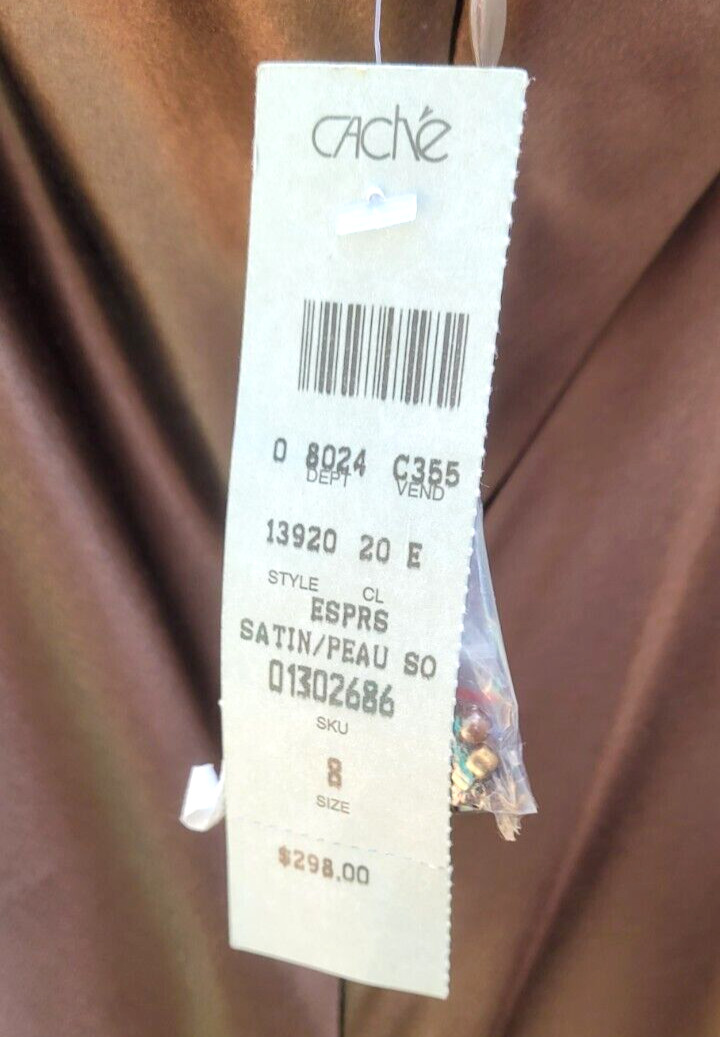 Caché
0 8024 C355
DEPT VEND
13920 20 E
STYLE CL
ESPRS
SATIN/PEAU SO
01302686
SKU
8
SIZE
$298.00